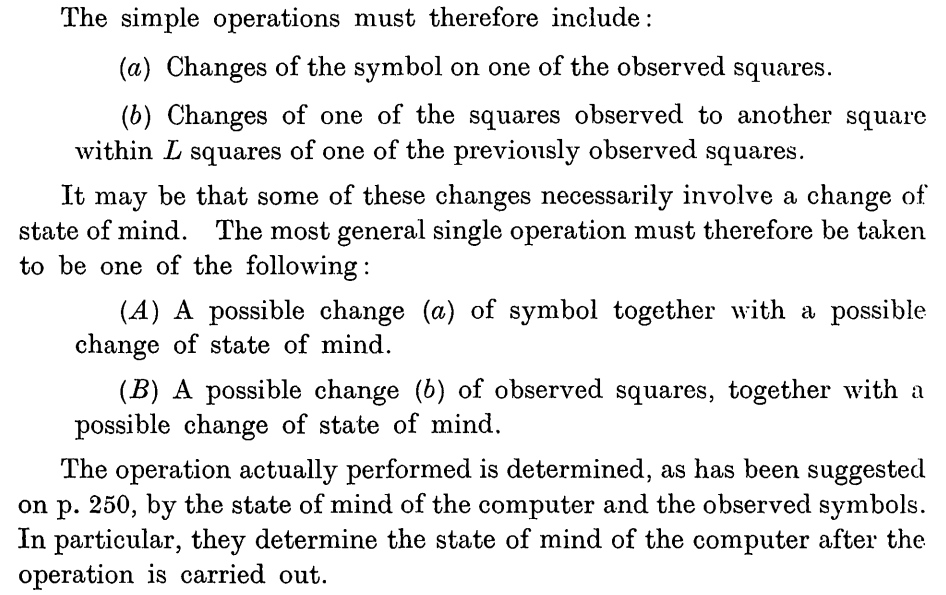 The simple operations must therefore include:
(a) Changes of the symbol on one of the observed squares.
(b) Changes of one of the squares observed to another square
within L squares of one of the previously observed squares.
It may be that some of these changes necessarily involve a change of
state of mind. The most general single operation must therefore be taken
to be one of the following:
(A) A possible change (a) of symbol together with a possible
change of state of mind.
(B) A possible change (b) of observed squares, together with a
possible change of state of mind.
The operation actually performed is determined, as has been suggested
on p. 250, by the state of mind of the computer and the observed symbols.
In particular, they determine the state of mind of the computer after the
operation is carried out.